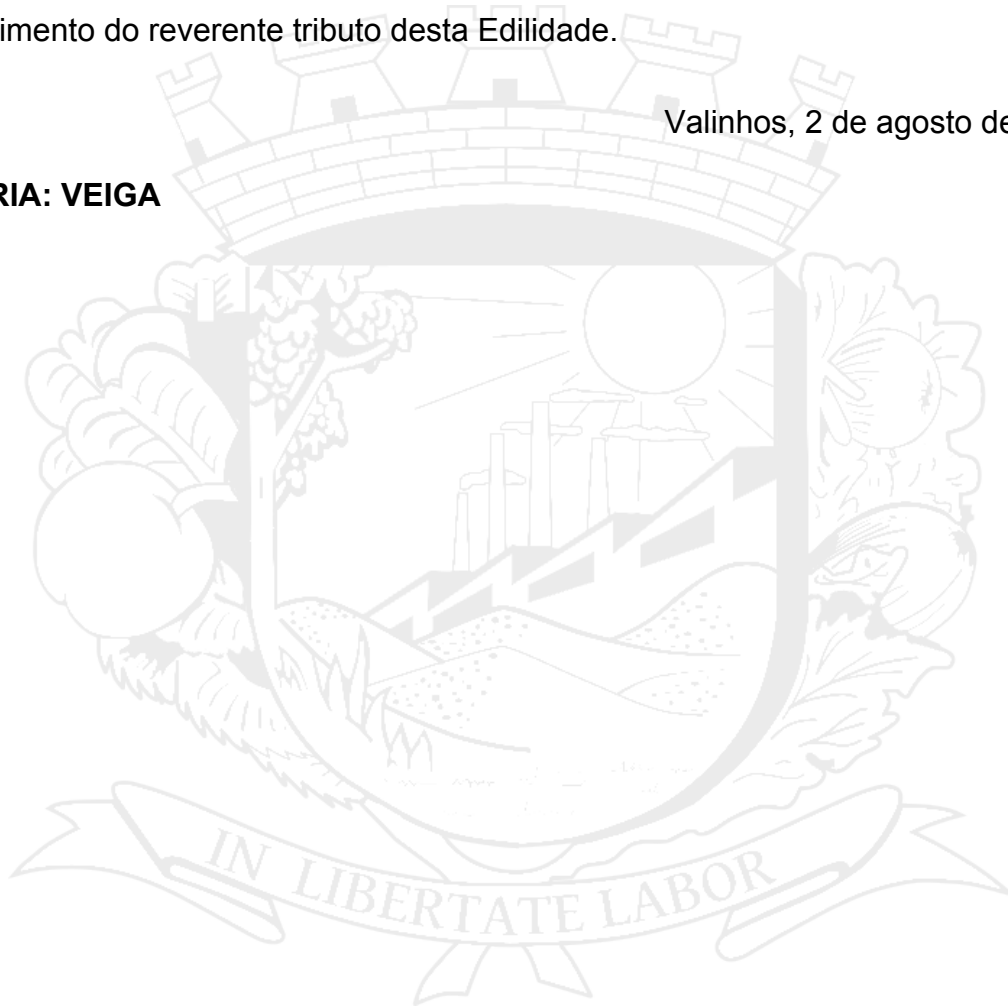 imento do reverente tributo desta Edilidade.
Valinhos, 2 de agosto de
RIA: VEIGA
IN LIBERTATE LABOR